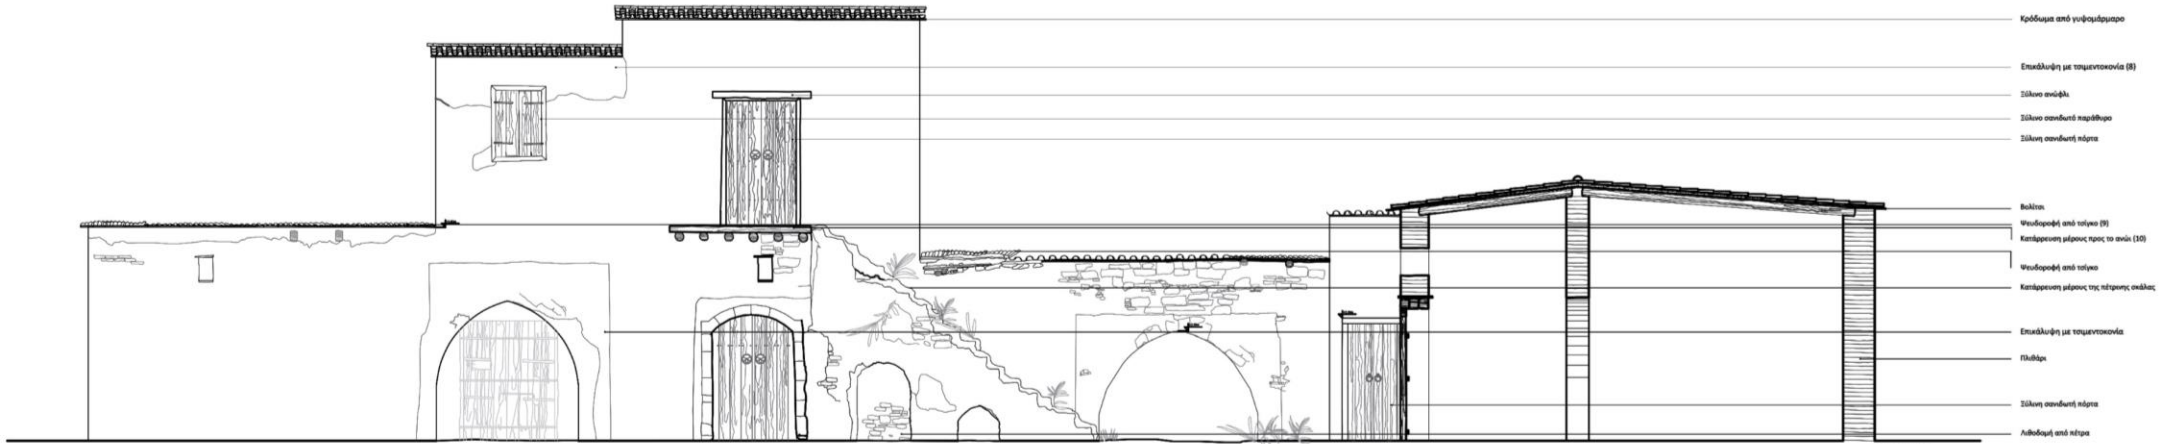 Κρόδωμα από γυψομάρμαρο
Επικάλυψη με τσιμεντοκονία (8)
Ξύλινο ανώφλι
Ξύλινο σανιδωτό παράθυρο
Ξύλινη σανιδωτή πόρτα
Βολίτσι
Ψευδοροφή από τσίγκο (9)
Κατάρρευση μέρους προς το ανώι (10)
Ψευδοροφή από τσίγκο
Κατάρρευση μέρους της πέτρινης σκάλας
Επικάλυψη με τσιμεντοκονία
Πλιθάρι
Ξύλινη σανιδωτή πόρτα
Λιθοδομή από πέτρα